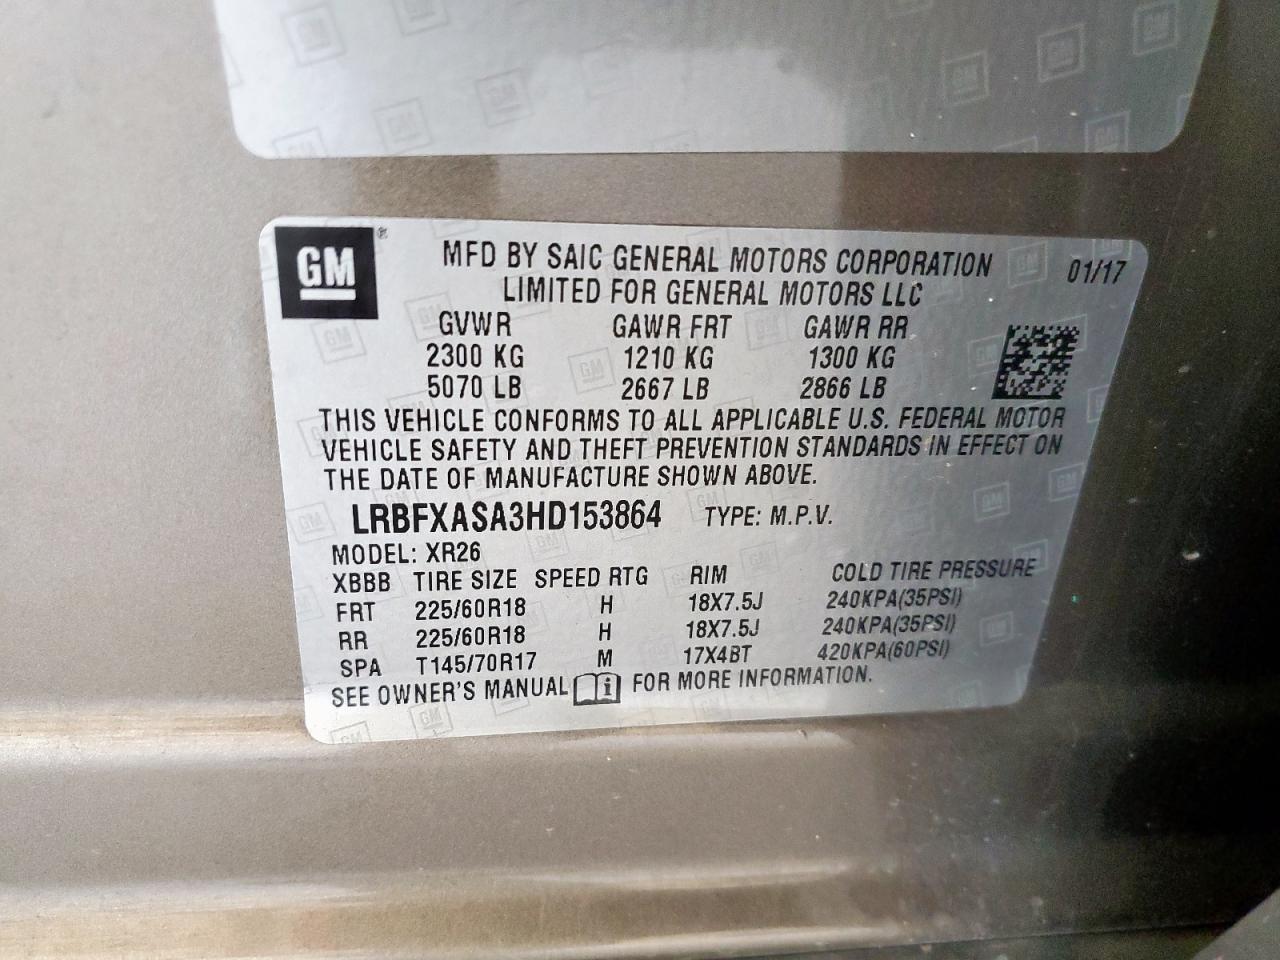 GM
MFD BY SAIC GENERAL MOTORS CORPORATION 01/17
LIMITED FOR GENERAL MOTORS LLC
GVWR GAWR FRT GAWR RR
2300 KG 1210 KG 1300 KG
5070 LB 2667 LB 2866 LB
THIS VEHICLE CONFORMS TO ALL APPLICABLE U.S. FEDERAL MOTOR
VEHICLE SAFETY AND THEFT PREVENTION STANDARDS IN EFFECT ON
THE DATE OF MANUFACTURE SHOWN ABOVE.
LRBFXASA3HD153864 TYPE: M.P.V.
MODEL: XR26
XBBB TIRE SIZE SPEED RTG RIM COLD TIRE PRESSURE
FRT 225/60R18 H 18X7.5J 240KPA(35PSI)
RR 225/60R18 H 18X7.5J 240KPA(35PSI)
SPA T145/70R17 M 17X4BT 420KPA(60PSI)
SEE OWNER'S MANUAL FOR MORE INFORMATION.